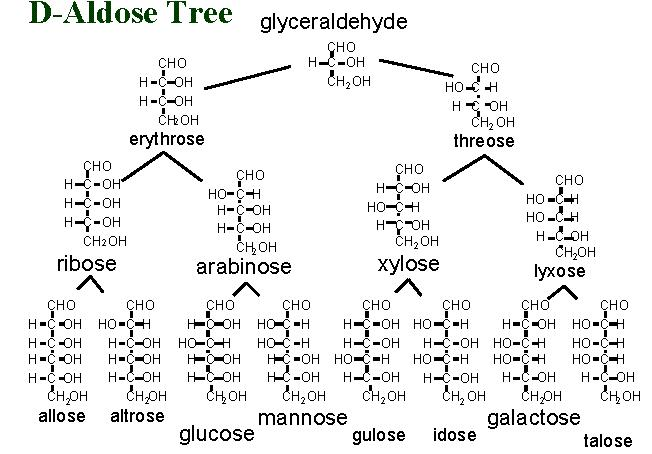 D-Aldose Tree
glyceraldehyde
CHO
H C OH
CH2OH
CHO
H C OH
H C OH
CH2OH
erythrose
CHO
HO C H
H C OH
CH2OH
threose
CHO
H C OH
H C OH
H C OH
CH2OH
ribose
CHO
HO C H
H C OH
H C OH
CH2OH
arabinose
CHO
H C OH
HO C H
H C OH
CH2OH
xylose
CHO
HO C H
HO C H
H C OH
CH2OH
lyxose
CHO
H C OH
H C OH
H C OH
H C OH
CH2OH
allose
CHO
HO C H
H C OH
H C OH
H C OH
CH2OH
altrose
CHO
H C OH
HO C H
H C OH
H C OH
CH2OH
glucose
CHO
HO C H
HO C H
H C OH
H C OH
CH2OH
mannose
CHO
H C OH
H C OH
HO C H
H C OH
CH2OH
gulose
CHO
HO C H
H C OH
HO C H
H C OH
CH2OH
idose
CHO
H C OH
HO C H
HO C H
H C OH
CH2OH
galactose
CHO
HO C H
HO C H
HO C H
H C OH
CH2OH
talose